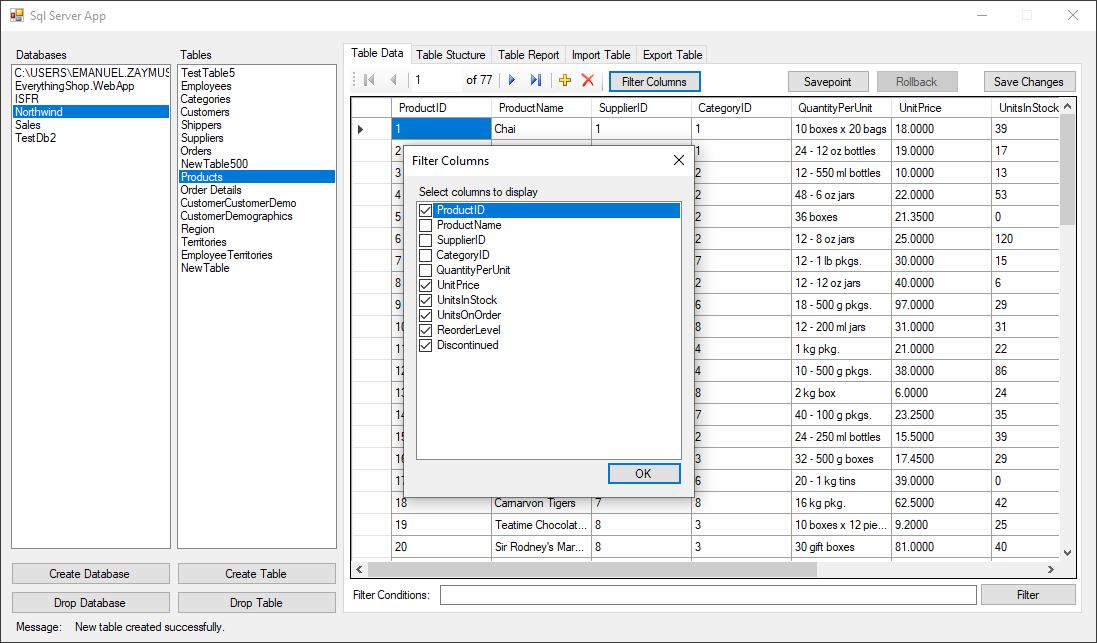 Sql Server App
Databases
C:\USERS\EMANUEL.ZAYMUS
EverythingShop.WebApp
ISFR
Northwind
Sales
TestDb2
Tables
TestTable5
Employees
Categories
Customers
Shippers
Suppliers
Orders
NewTable500
Products
Order Details
CustomerCustomerDemo
CustomerDemographics
Region
Territories
EmployeeTerritories
NewTable
Table Data Table Stucture Table Report Import Table Export Table
1 of 77 Filter Columns Savepoint Rollback Save Changes
ProductID ProductName SupplierID CategoryID QuantityPerUnit UnitPrice UnitsInStock
1 Chai 1 1 10 boxes x 20 bags 18.0000 39
2 1 24 - 12 oz bottles 19.0000 17
3 2 12 - 550 ml bottles 10.0000 13
4 2 48 - 6 oz jars 22.0000 53
5 2 36 boxes 21.3500 0
6 2 12 - 8 oz jars 25.0000 120
7 7 12 - 1 lb pkgs. 30.0000 15
8 2 12 - 12 oz jars 40.0000 6
9 6 18 - 500 g pkgs. 97.0000 29
10 8 12 - 200 ml jars 31.0000 31
11 4 1 kg pkg. 21.0000 22
12 4 10 - 500 g pkgs. 38.0000 86
13 8 2 kg box 6.0000 24
14 7 40 - 100 g pkgs. 23.2500 35
15 2 24 - 250 ml bottles 15.5000 39
16 3 32 - 500 g boxes 17.4500 29
17 6 20 - 1 kg tins 39.0000 0
18 Carnarvon Tigers 7 8 16 kg pkg. 62.5000 42
19 Teatime Chocolat... 8 3 10 boxes x 12 pie... 9.2000 25
20 Sir Rodney's Mar... 8 3 30 gift boxes 81.0000 40
Filter Columns
Select columns to display
ProductID
ProductName
SupplierID
CategoryID
QuantityPerUnit
UnitPrice
UnitsInStock
UnitsOnOrder
ReorderLevel
Discontinued
OK
Create Database Create Table
Drop Database Drop Table
Filter Conditions: Filter
Message: New table created successfully.